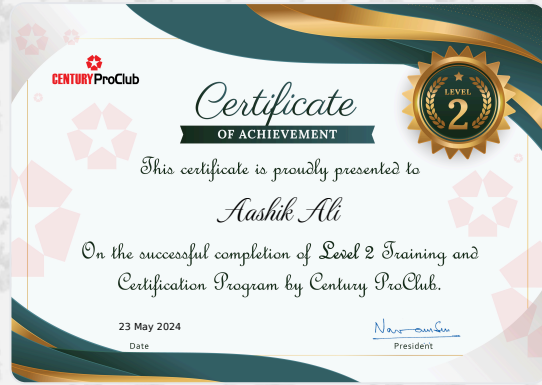 CENTURY ProClub
Certificate
OF ACHIEVEMENT
LEVEL
2
This certificate is proudly presented to
Aashik Ali
On the successful completion of Level 2 Training and
Certification Program by Century ProClub.
23 May 2024
Date
President